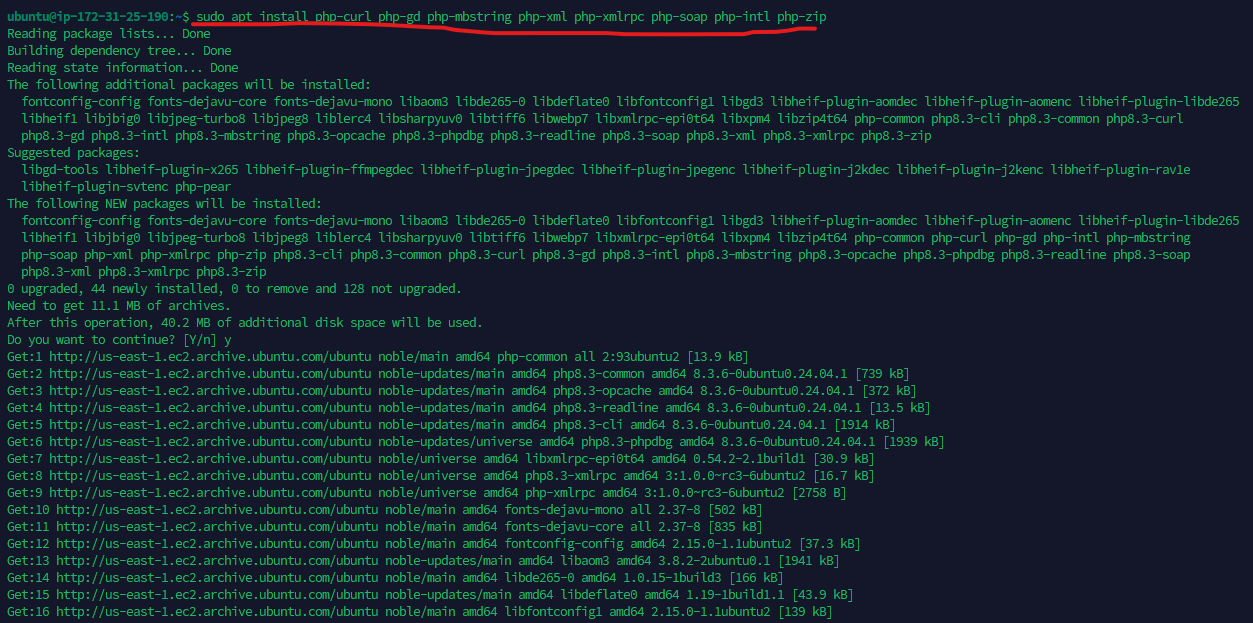 ubuntu@ip-172-31-25-190:~$ sudo apt install php-curl php-gd php-mbstring php-xml php-xmlrpc php-soap php-intl php-zip
Reading package lists... Done
Building dependency tree... Done
Reading state information... Done
The following additional packages will be installed:
  fontconfig-config fonts-dejavu-core fonts-dejavu-mono libaom3 libde265-0 libdeflate0 libfontconfig1 libgd3 libheif-plugin-aomdec libheif-plugin-aomenc libheif-plugin-libde265
  libheif1 libjbig0 libjpeg-turbo8 libjpeg8 liblerc4 libsharpyuv0 libtiff6 libwebp7 libxmlrpc-epi0t64 libxpm4 libzip4t64 php-common php8.3-cli php8.3-common php8.3-curl
  php8.3-gd php8.3-intl php8.3-mbstring php8.3-opcache php8.3-phpdbg php8.3-readline php8.3-soap php8.3-xml php8.3-xmlrpc php8.3-zip
Suggested packages:
  libgd-tools libheif-plugin-x265 libheif-plugin-ffmpegdec libheif-plugin-jpegdec libheif-plugin-jpegenc libheif-plugin-j2kdec libheif-plugin-j2kenc libheif-plugin-rav1e
  libheif-plugin-svtenc php-pear
The following NEW packages will be installed:
  fontconfig-config fonts-dejavu-core fonts-dejavu-mono libaom3 libde265-0 libdeflate0 libfontconfig1 libgd3 libheif-plugin-aomdec libheif-plugin-aomenc libheif-plugin-libde265
  libheif1 libjbig0 libjpeg-turbo8 libjpeg8 liblerc4 libsharpyuv0 libtiff6 libwebp7 libxmlrpc-epi0t64 libxpm4 libzip4t64 php-common php-curl php-gd php-intl php-mbstring
  php-soap php-xml php-xmlrpc php-zip php8.3-cli php8.3-common php8.3-curl php8.3-gd php8.3-intl php8.3-mbstring php8.3-opcache php8.3-phpdbg php8.3-readline php8.3-soap
  php8.3-xml php8.3-xmlrpc php8.3-zip
0 upgraded, 44 newly installed, 0 to remove and 128 not upgraded.
Need to get 11.1 MB of archives.
After this operation, 40.2 MB of additional disk space will be used.
Do you want to continue? [Y/n] y
Get:1 http://us-east-1.ec2.archive.ubuntu.com/ubuntu noble/main amd64 php-common all 2:93ubuntu2 [13.9 kB]
Get:2 http://us-east-1.ec2.archive.ubuntu.com/ubuntu noble-updates/main amd64 php8.3-common amd64 8.3.6-0ubuntu0.24.04.1 [739 kB]
Get:3 http://us-east-1.ec2.archive.ubuntu.com/ubuntu noble-updates/main amd64 php8.3-opcache amd64 8.3.6-0ubuntu0.24.04.1 [372 kB]
Get:4 http://us-east-1.ec2.archive.ubuntu.com/ubuntu noble-updates/main amd64 php8.3-readline amd64 8.3.6-0ubuntu0.24.04.1 [13.5 kB]
Get:5 http://us-east-1.ec2.archive.ubuntu.com/ubuntu noble-updates/main amd64 php8.3-cli amd64 8.3.6-0ubuntu0.24.04.1 [1914 kB]
Get:6 http://us-east-1.ec2.archive.ubuntu.com/ubuntu noble-updates/universe amd64 php8.3-phpdbg amd64 8.3.6-0ubuntu0.24.04.1 [1939 kB]
Get:7 http://us-east-1.ec2.archive.ubuntu.com/ubuntu noble/universe amd64 libxmlrpc-epi0t64 amd64 0.54.2-2.1build1 [30.9 kB]
Get:8 http://us-east-1.ec2.archive.ubuntu.com/ubuntu noble/universe amd64 php8.3-xmlrpc amd64 3:1.0.0~rc3-6ubuntu2 [16.7 kB]
Get:9 http://us-east-1.ec2.archive.ubuntu.com/ubuntu noble/universe amd64 php-xmlrpc amd64 3:1.0.0~rc3-6ubuntu2 [2758 B]
Get:10 http://us-east-1.ec2.archive.ubuntu.com/ubuntu noble/main amd64 fonts-dejavu-mono all 2.37-8 [502 kB]
Get:11 http://us-east-1.ec2.archive.ubuntu.com/ubuntu noble/main amd64 fonts-dejavu-core all 2.37-8 [835 kB]
Get:12 http://us-east-1.ec2.archive.ubuntu.com/ubuntu noble/main amd64 fontconfig-config amd64 2.15.0-1.1ubuntu2 [37.3 kB]
Get:13 http://us-east-1.ec2.archive.ubuntu.com/ubuntu noble-updates/main amd64 libaom3 amd64 3.8.2-2ubuntu0.1 [1941 kB]
Get:14 http://us-east-1.ec2.archive.ubuntu.com/ubuntu noble/main amd64 libde265-0 amd64 1.0.15-1build3 [166 kB]
Get:15 http://us-east-1.ec2.archive.ubuntu.com/ubuntu noble-updates/main amd64 libdeflate0 amd64 1.19-1build1.1 [43.9 kB]
Get:16 http://us-east-1.ec2.archive.ubuntu.com/ubuntu noble/main amd64 libfontconfig1 amd64 2.15.0-1.1ubuntu2 [139 kB]